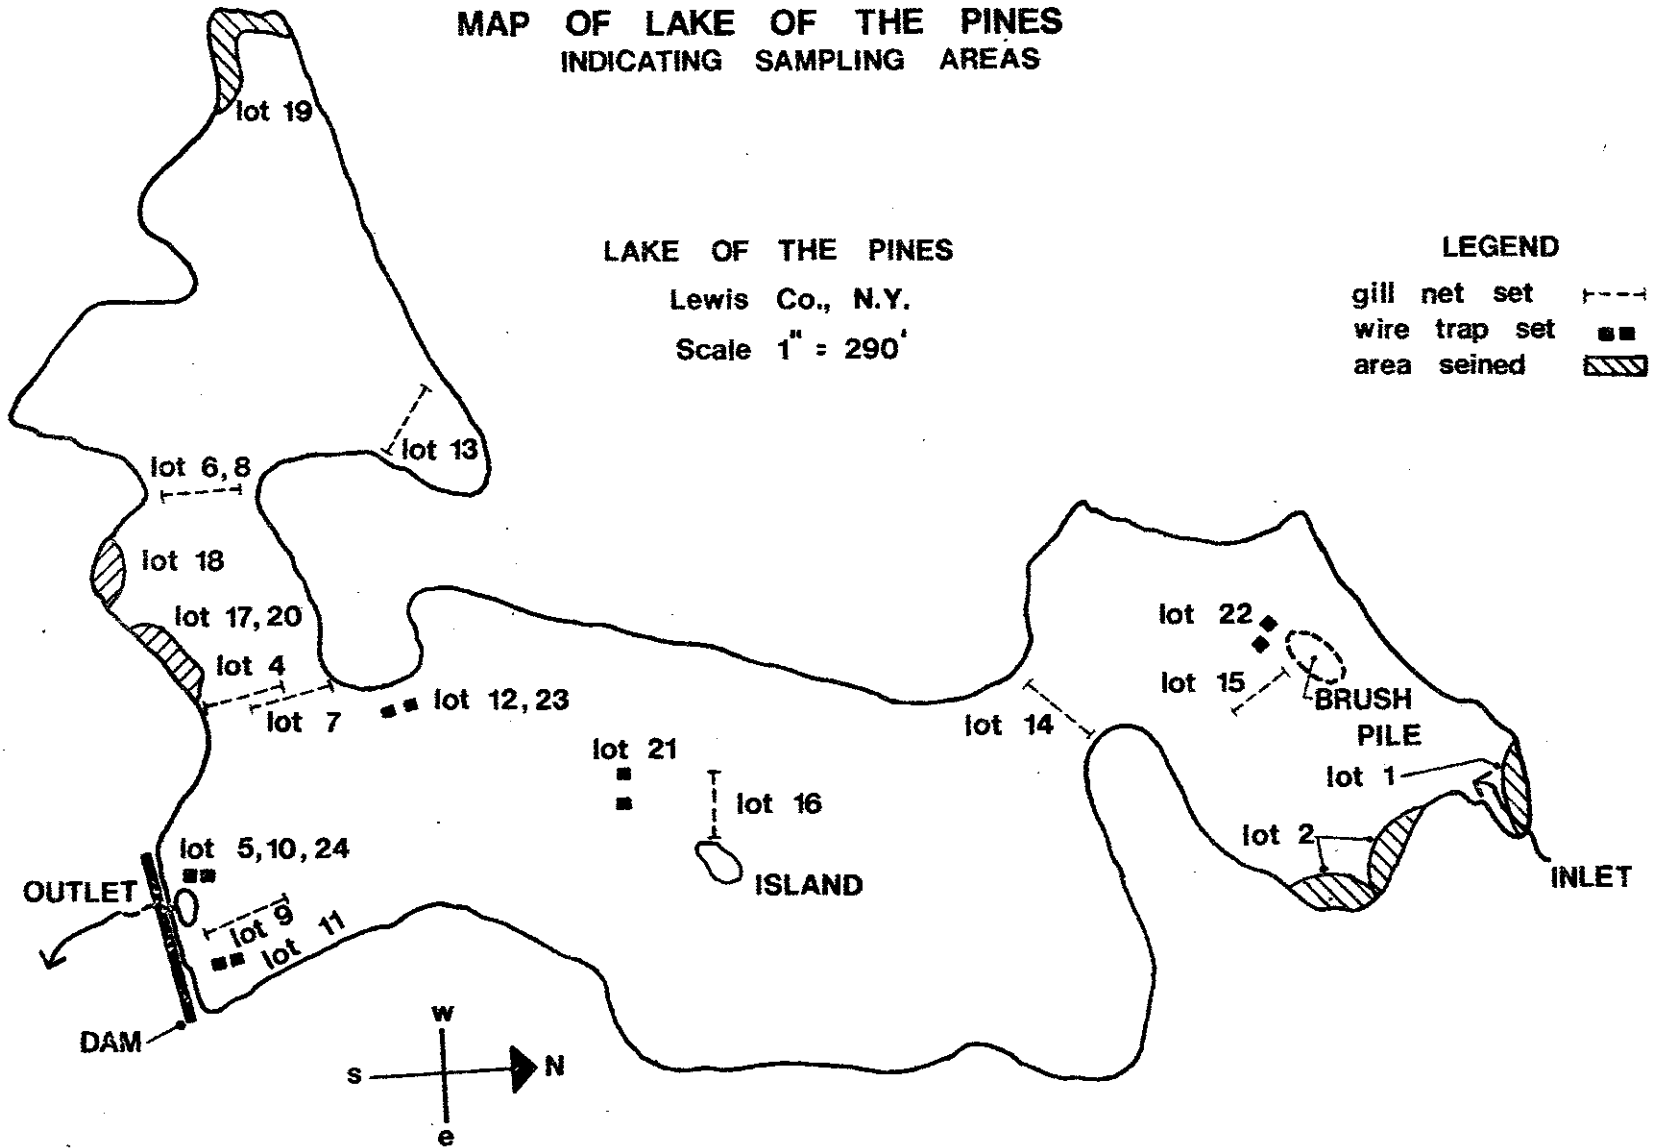 MAP OF LAKE OF THE PINES
INDICATING SAMPLING AREAS
lot 19
LAKE OF THE PINES
Lewis Co., N.Y.
Scale 1" = 290'
LEGEND
gill net set
wire trap set
area seined
lot 13
lot 6,8
lot 18
lot 17,20
lot 4
lot 7
lot 12,23
lot 21
lot 16
ISLAND
lot 14
lot 22
lot 15
BRUSH
PILE
lot 1
lot 2
INLET
lot 5,10,24
OUTLET
lot 9
lot 11
DAM
w
s
N
e